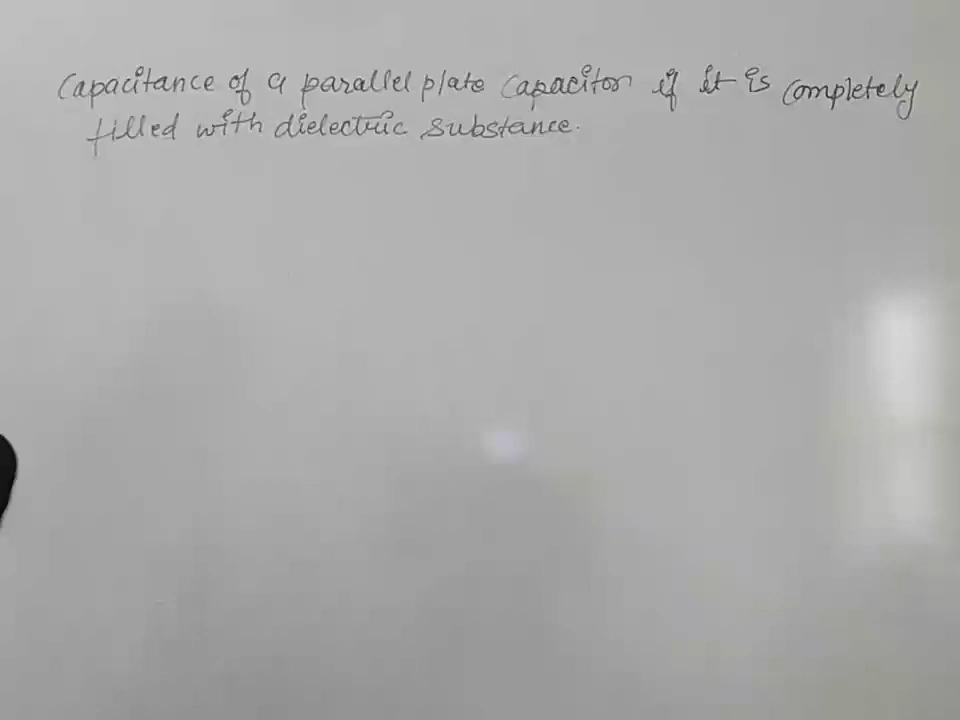 Capacitance of a parallel plate capacitor if it is completely
filled with dielectric substance.